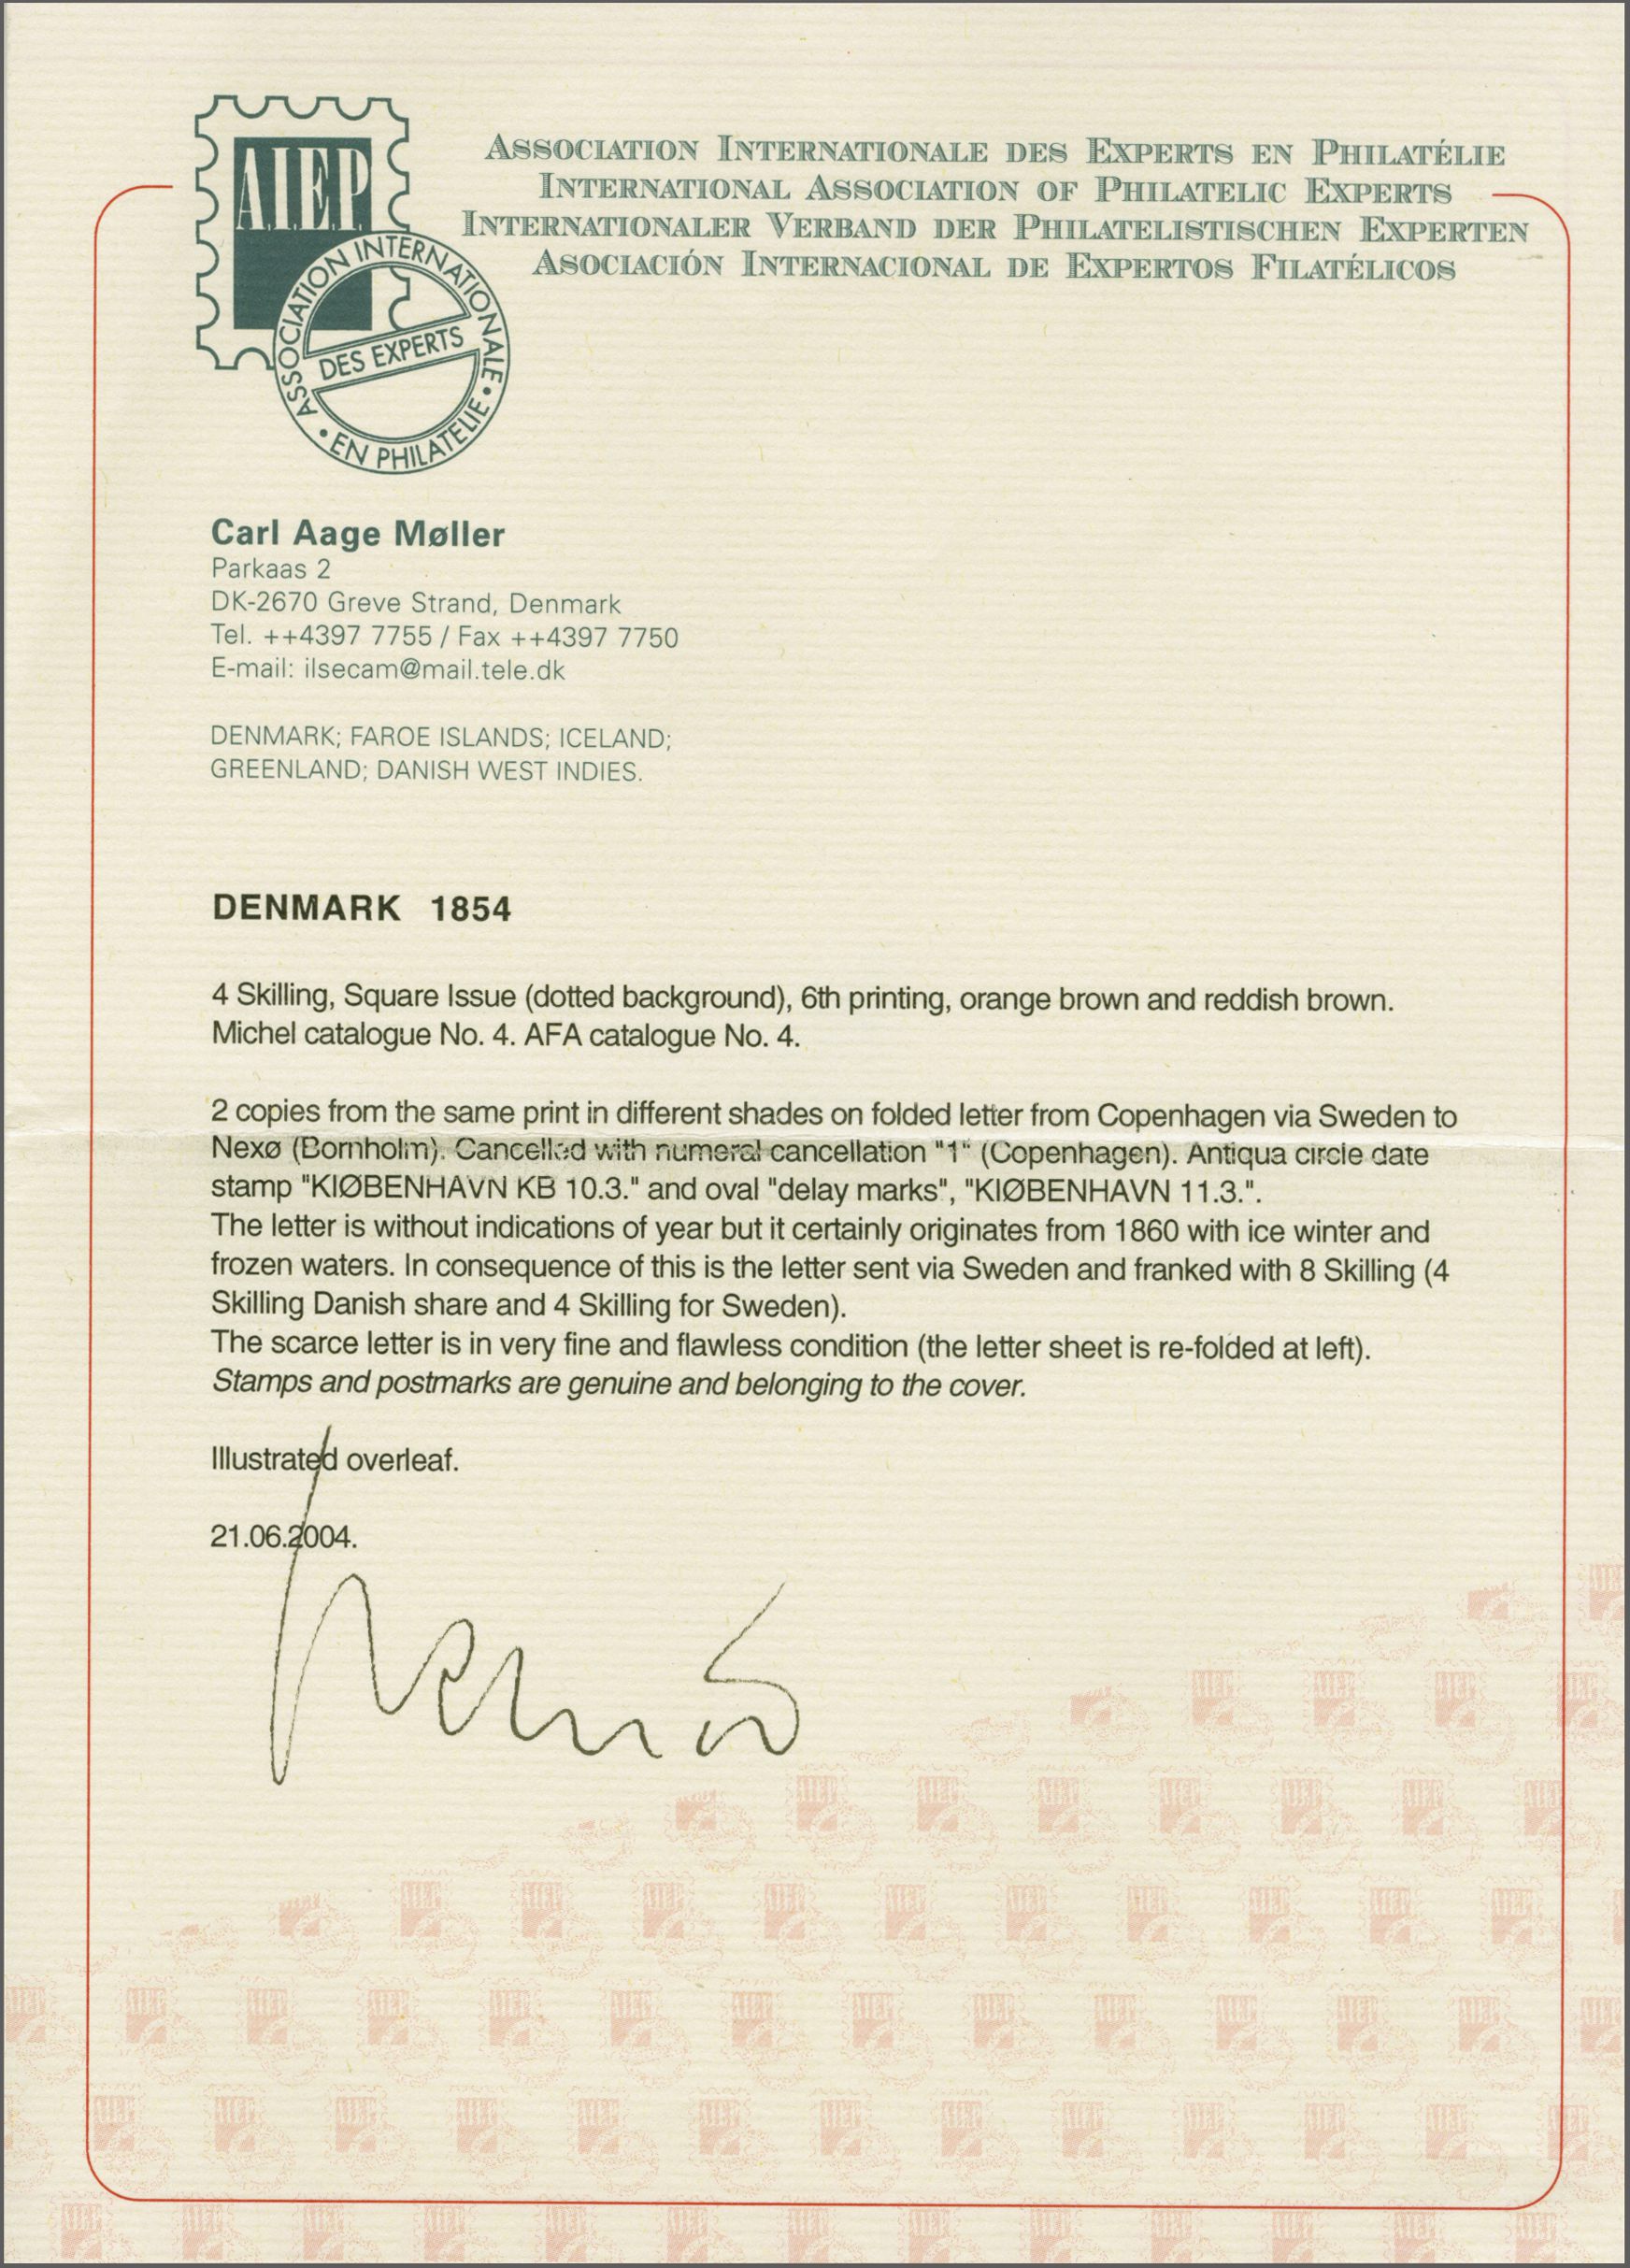 AIEP
ASSOCIATION INTERNATIONALE
DES EXPERTS
• EN PHILATELIE •
ASSOCIATION INTERNATIONALE DES EXPERTS EN PHILATÉLIE
INTERNATIONAL ASSOCIATION OF PHILATELIC EXPERTS
INTERNATIONALER VERBAND DER PHILATELISTISCHEN EXPERTEN
ASOCIACIÓN INTERNACIONAL DE EXPERTOS FILATÉLICOS
Carl Aage Møller
Parkaas 2
DK-2670 Greve Strand, Denmark
Tel. ++4397 7755 / Fax ++4397 7750
E-mail: ilsecam@mail.tele.dk
DENMARK; FAROE ISLANDS; ICELAND;
GREENLAND; DANISH WEST INDIES.
DENMARK 1854
4 Skilling, Square Issue (dotted background), 6th printing, orange brown and reddish brown.
Michel catalogue No. 4. AFA catalogue No. 4.
2 copies from the same print in different shades on folded letter from Copenhagen via Sweden to
Nexø (Bornholm). Cancelled with numeral cancellation "1" (Copenhagen). Antiqua circle date
stamp "KIØBENHAVN KB 10.3." and oval "delay marks", "KIØBENHAVN 11.3.".
The letter is without indications of year but it certainly originates from 1860 with ice winter and
frozen waters. In consequence of this is the letter sent via Sweden and franked with 8 Skilling (4
Skilling Danish share and 4 Skilling for Sweden).
The scarce letter is in very fine and flawless condition (the letter sheet is re-folded at left).
Stamps and postmarks are genuine and belonging to the cover.
Illustrated overleaf.
21.06.2004.